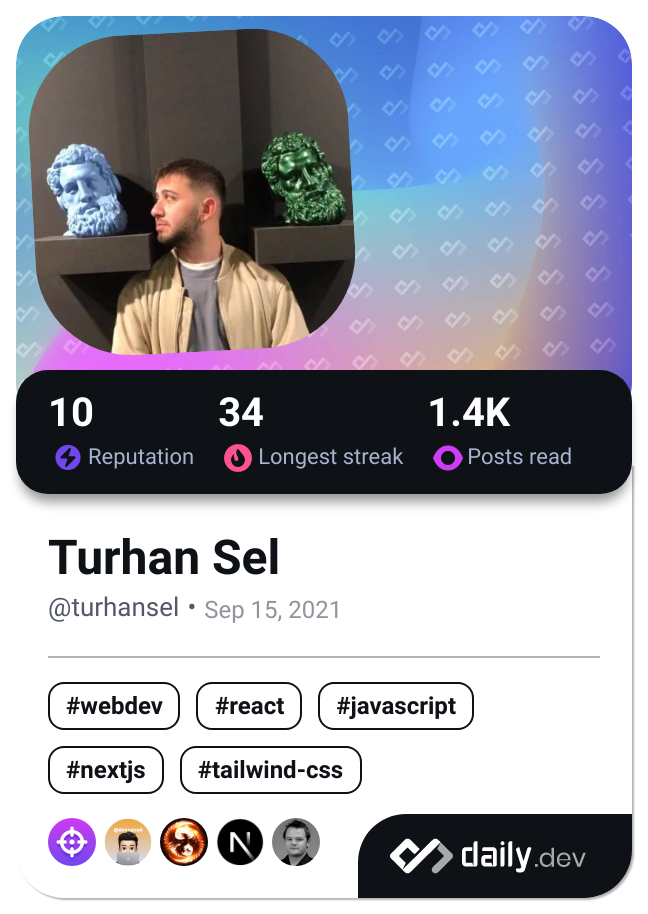 10 34 1.4K
Reputation Longest streak Posts read
Turhan Sel
@turhansel • Sep 15, 2021
#webdev #react #javascript
#nextjs #tailwind-css
N
daily.dev